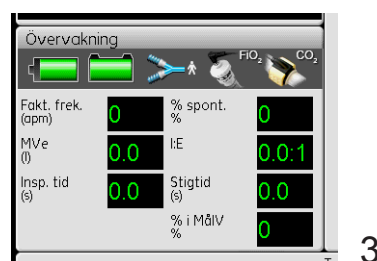 Övervakning
FiO2 CO2
Fakt. frek.
(apm)
0
% spont.
%
0
MVe
(l)
0.0
I:E
0.0:1
Insp. tid
(s)
0.0
Stigtid
(s)
0.0
% i MålV
%
0
3